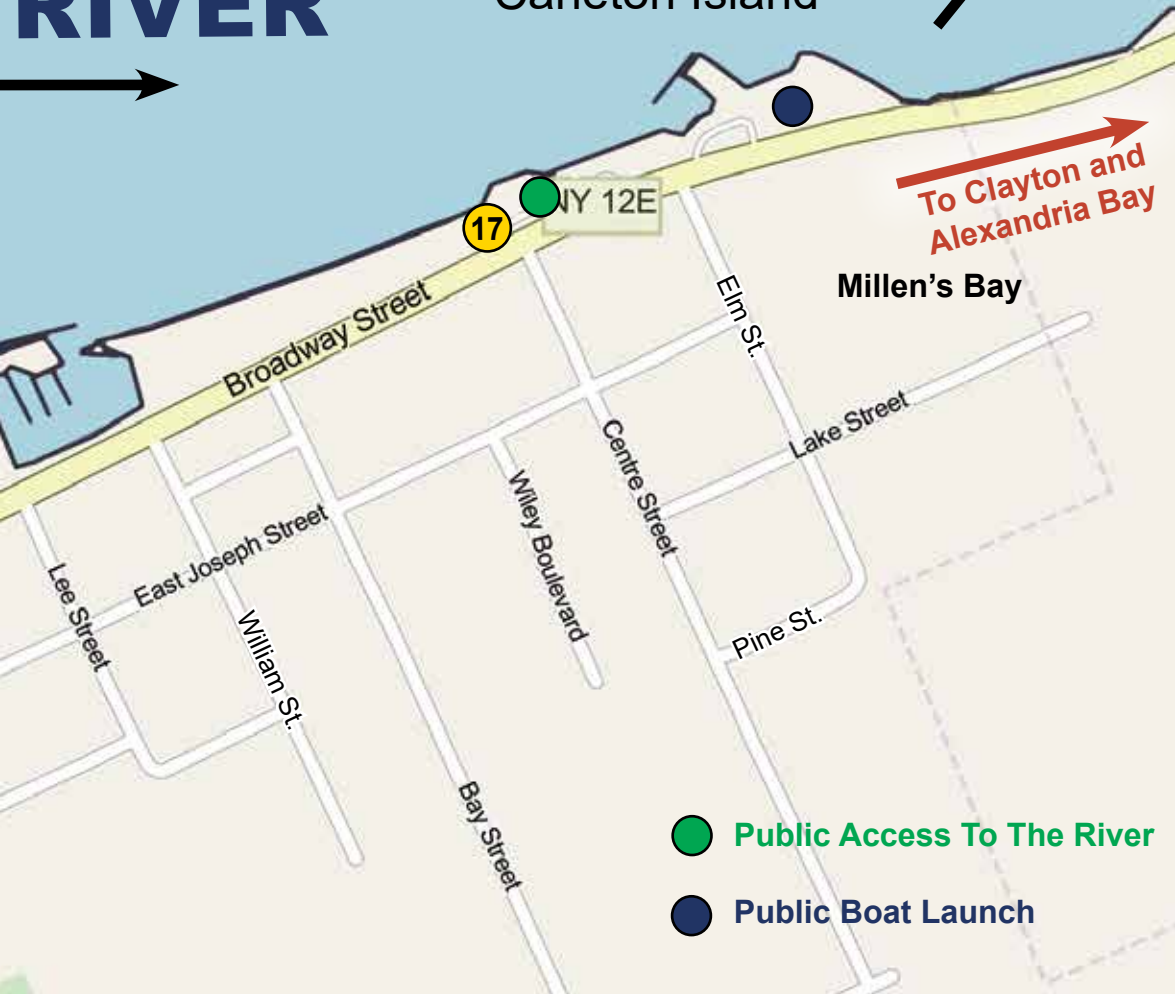 RIVER
Carleton Island
To Clayton and
Alexandria Bay
NY 12E
17
Millen's Bay
Broadway Street
Elm St.
Lake Street
Centre Street
Wiley Boulevard
East Joseph Street
Lee Street
William St.
Pine St.
Bay Street
Public Access To The River
Public Boat Launch